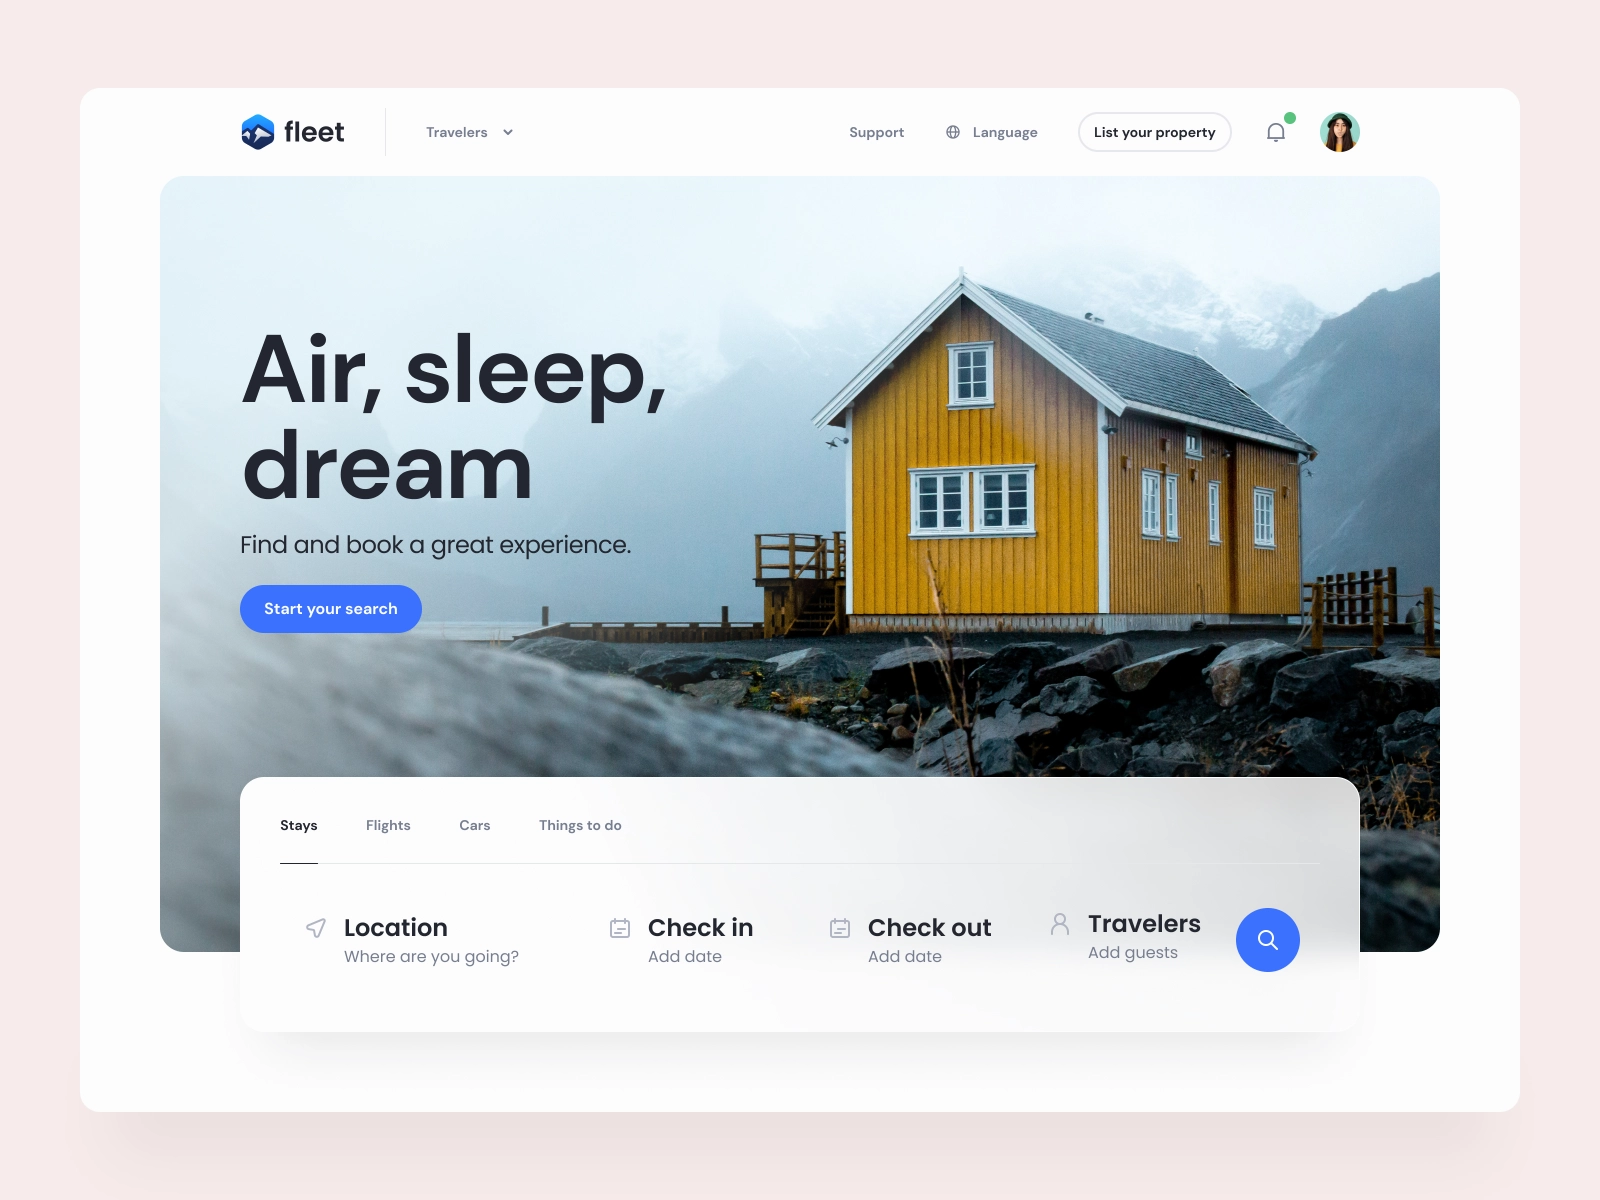 fleet
Travelers
Support
Language
List your property
Air, sleep,
dream
Find and book a great experience.
Start your search
Stays
Flights
Cars
Things to do
Location
Where are you going?
Check in
Add date
Check out
Add date
Travelers
Add guests